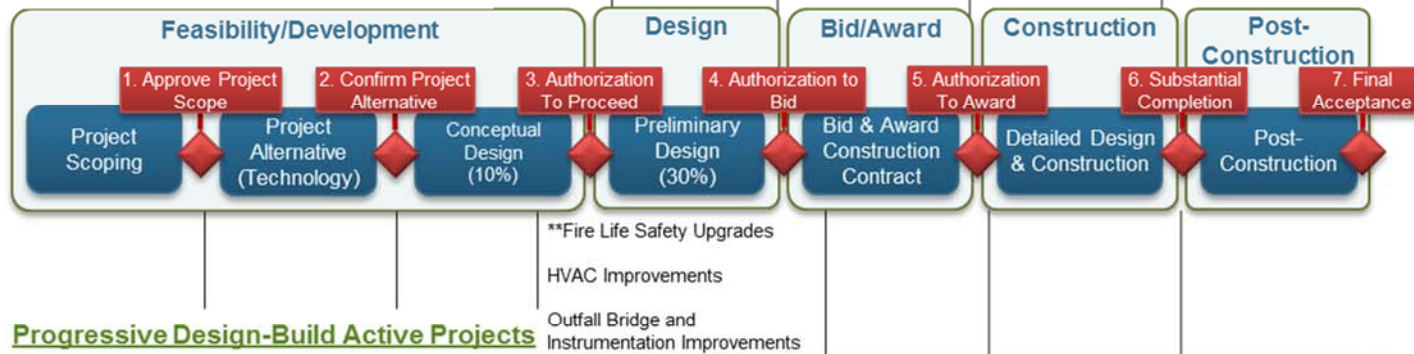 Feasibility/Development
Design
Bid/Award
Construction
Post-
Construction
1. Approve Project
Scope
2. Confirm Project
Alternative
3. Authorization
To Proceed
4. Authorization to
Bid
5. Authorization
To Award
6. Substantial
Completion
7. Final
Acceptance
Project
Scoping
Project
Alternative
(Technology)
Conceptual
Design
(10%)
Preliminary
Design
(30%)
Bid & Award
Construction
Contract
Detailed Design
& Construction
Post-
Construction
**Fire Life Safety Upgrades
HVAC Improvements
Outfall Bridge and
Instrumentation Improvements
Progressive Design-Build Active Projects